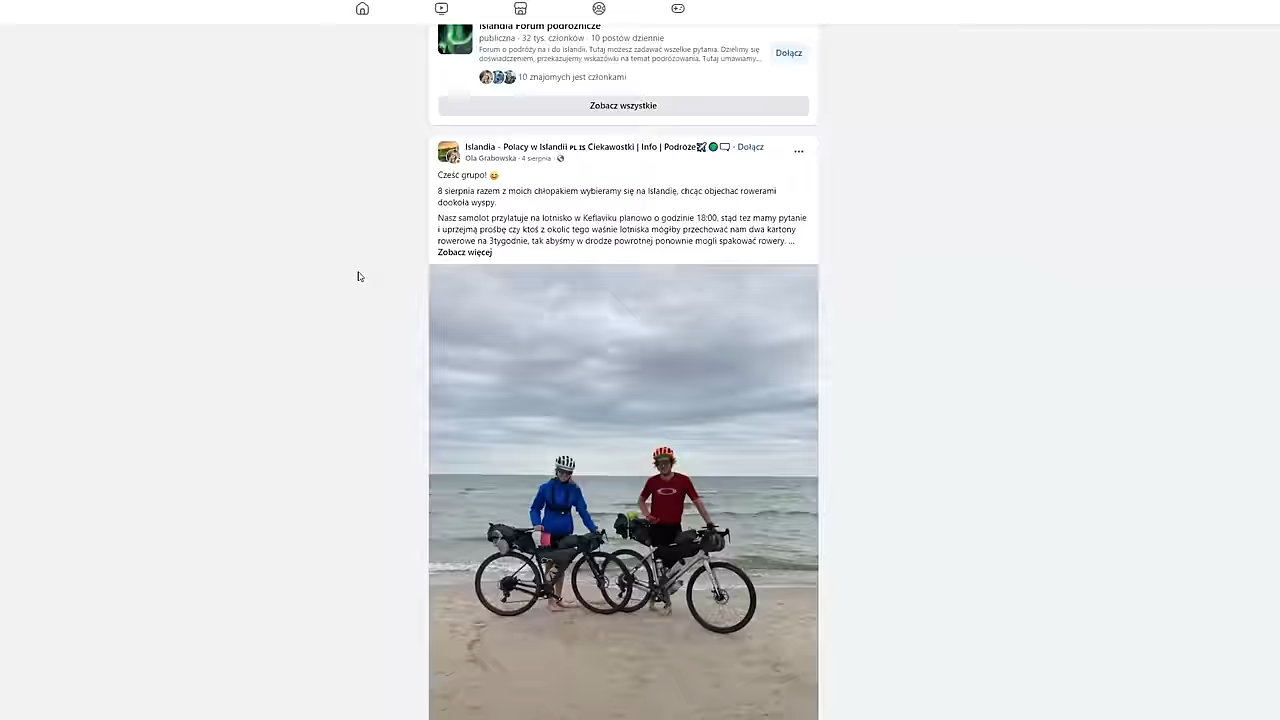 Islandia Forum podróżnicze
publiczna · 32 tys. członków · 10 postów dziennie
Forum o podróży na i do Islandii. Tutaj możesz zadawać wszelkie pytania. Dzielimy się
doświadczeniem, przekazujemy wskazówki na temat podróżowania. Tutaj umawiamy...
Dołącz
10 znajomych jest członkami
Zobacz wszystkie
Islandia - Polacy w Islandii PL IS Ciekawostki | Info | Podróże · Dołącz
Ola Grabowska · 4 sierpnia ·
Cześć grupo! 😄
8 sierpnia razem z moich chłopakiem wybieramy się na Islandię, chcąc objechać rowerami
dookoła wyspy.
Nasz samolot przylatuje na lotnisko w Keflaviku planowo o godzinie 18:00, stąd tez mamy pytanie
i uprzejmą prośbę czy ktoś z okolic tego waśnie lotniska mógłby przechować nam dwa kartony
rowerowe na 3tygodnie, tak abyśmy w drodze powrotnej ponownie mogli spakować rowery. ...
Zobacz więcej